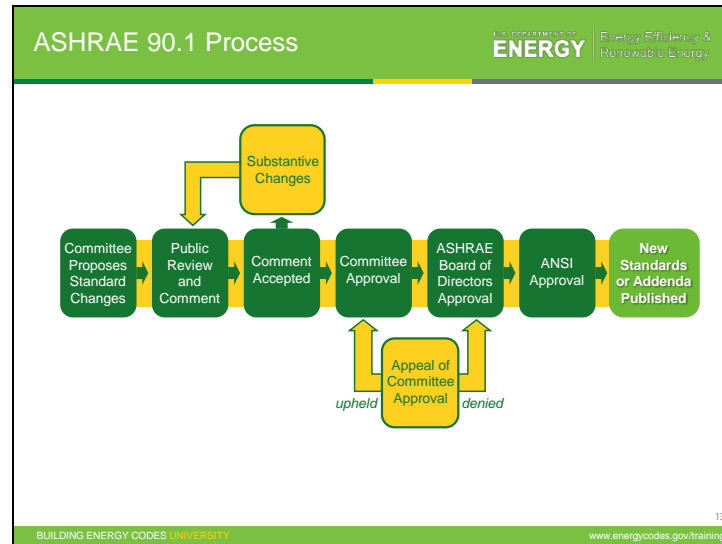 ASHRAE 90.1 Process
U.S. DEPARTMENT OF
ENERGY
Energy Efficiency &
Renewable Energy
Substantive
Changes
Committee
Proposes
Standard
Changes
Public
Review
and
Comment
Comment
Accepted
Committee
Approval
ASHRAE
Board of
Directors
Approval
ANSI
Approval
New
Standards
or Addenda
Published
Appeal of
Committee
Approval
upheld
denied
13
BUILDING ENERGY CODES UNIVERSITY
www.energycodes.gov/training